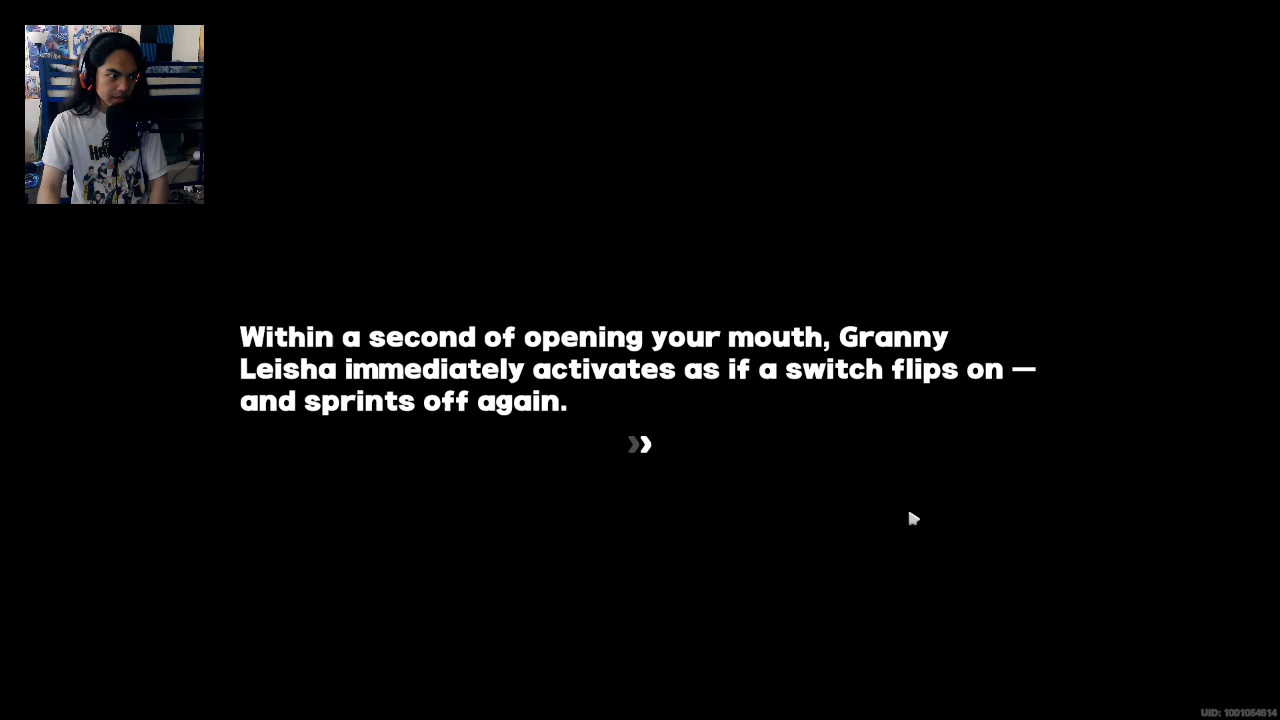 Within a second of opening your mouth, Granny
Leisha immediately activates as if a switch flips on —
and sprints off again.
UID: 1001054614